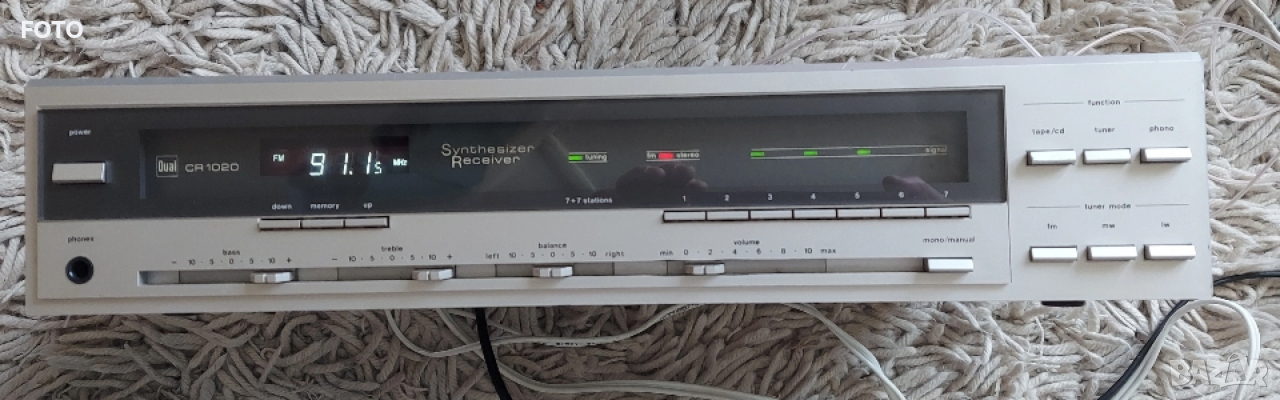 FOTO
function
power
tape/cd tuner phono
Dual CR 1020
FM 91.1 5 MHz
Synthesizer
Receiver
tuning
fm stereo
signal
down memory up
7+7 stations
1 2 3 4 5 6 7
tuner mode
fm mw lw
phones
bass
- 10 · 5 · 0 · 5 · 10 +
treble
- 10 · 5 · 0 · 5 · 10 +
balance
left 10 · 5 · 0 · 5 · 10 right
volume
min 0 · 2 · 4 · 6 · 8 · 10 max
mono/manual
BAZAR